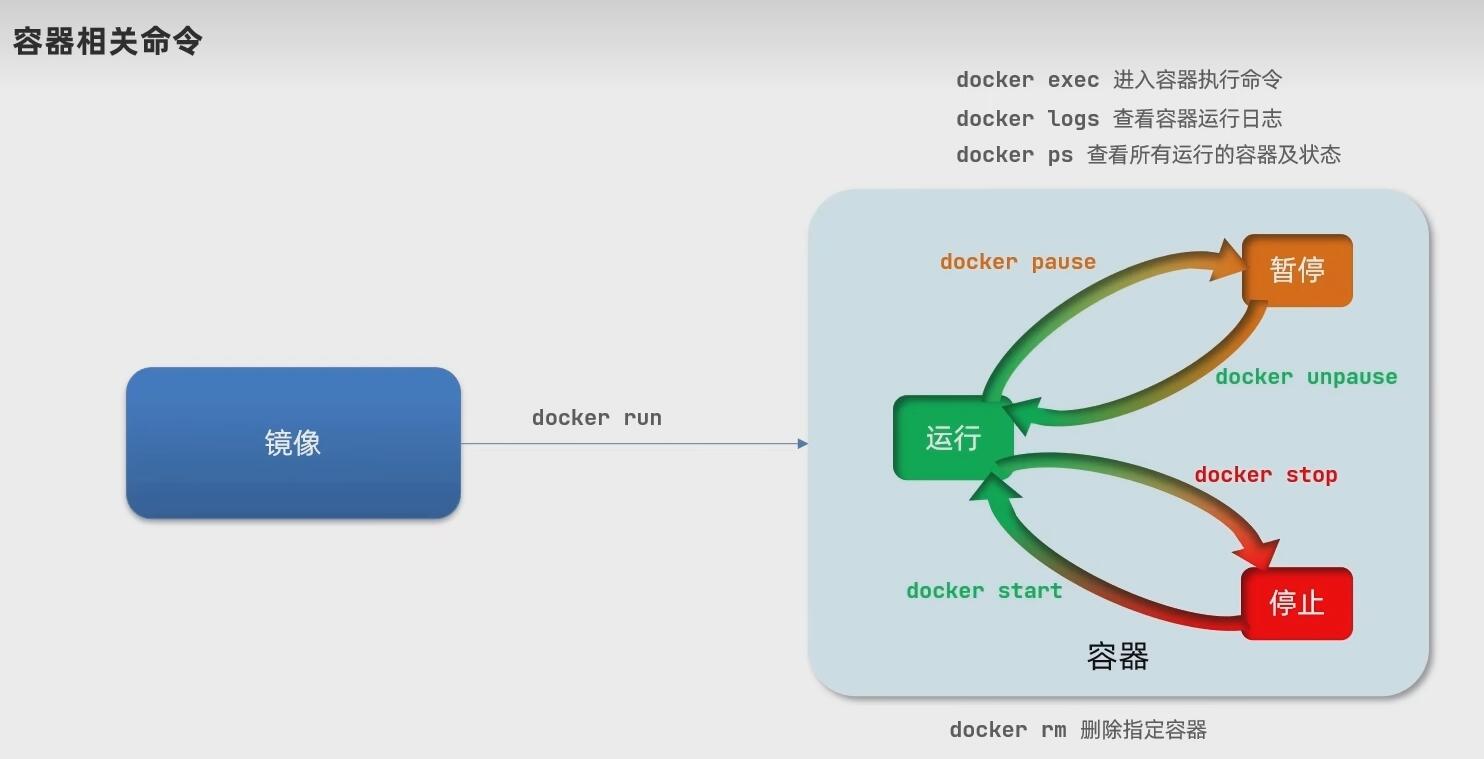 容器相关命令
docker exec 进入容器执行命令
docker logs 查看容器运行日志
docker ps 查看所有运行的容器及状态
docker pause
暂停
docker unpause
镜像
docker run
运行
docker stop
docker start
停止
容器
docker rm 删除指定容器